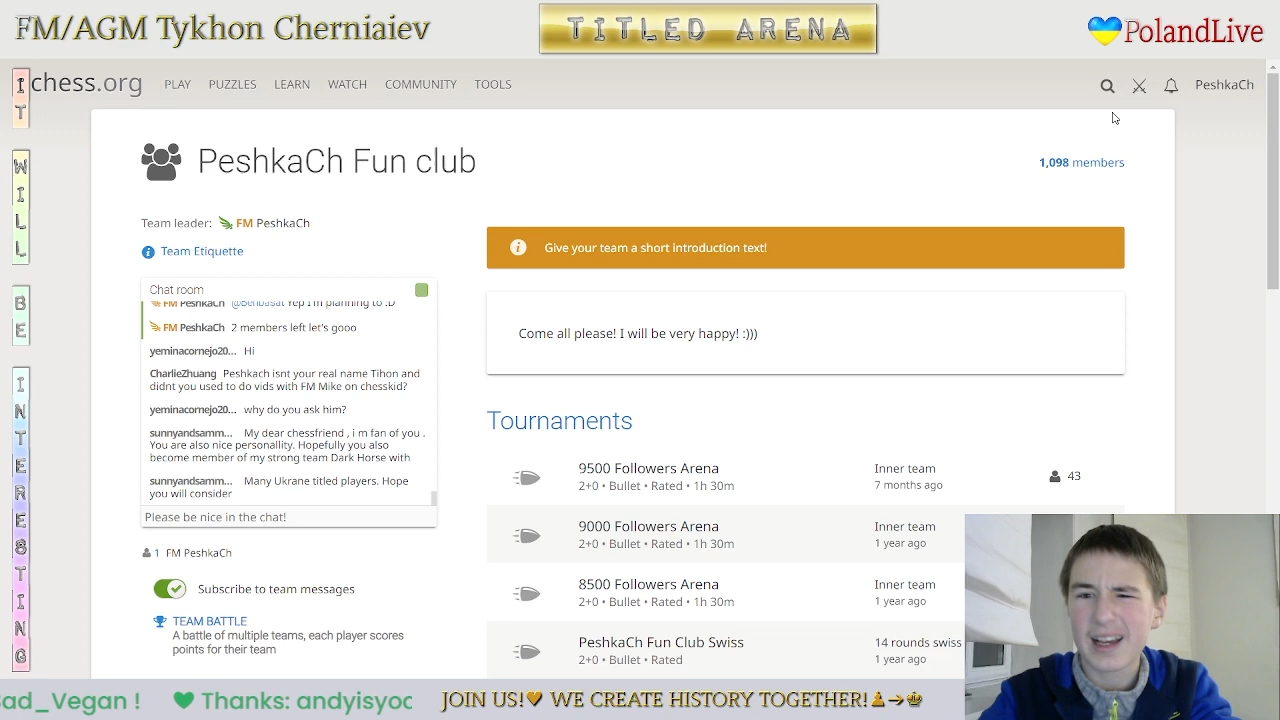 FM/AGM Tykhon Cherniaiev
TITLED ARENA
PolandLive
chess.org PLAY PUZZLES LEARN WATCH COMMUNITY TOOLS PeshkaCh
IT WILL BE INTERESTING
PeshkaCh Fun club
1,098 members
Team leader: FM PeshkaCh
Team Etiquette
Give your team a short introduction text!
Come all please! I will be very happy! :)))
Chat room
FM PeshkaCh @Benbasat Yep I'm planning to :D
FM PeshkaCh 2 members left let's gooo
yeminacornejo20... Hi
CharlieZhuang Peshkach isnt your real name Tihon and
didnt you used to do vids with FM Mike on chesskid?
yeminacornejo20... why do you ask him?
sunnyandsamm... My dear chessfriend , i m fan of you .
You are also nice personallity. Hopefully you also
become member of my strong team Dark Horse with
sunnyandsamm... Many Ukrane titled players. Hope
you will consider
Please be nice in the chat!
1 FM PeshkaCh
Subscribe to team messages
TEAM BATTLE
A battle of multiple teams, each player scores
points for their team
Tournaments
9500 Followers Arena Inner team
2+0 • Bullet • Rated • 1h 30m 7 months ago 43
9000 Followers Arena Inner team
2+0 • Bullet • Rated • 1h 30m 1 year ago
8500 Followers Arena Inner team
2+0 • Bullet • Rated • 1h 30m 1 year ago
PeshkaCh Fun Club Swiss 14 rounds swiss
2+0 • Bullet • Rated 1 year ago
ad_Vegan ! Thanks: andyisyo
JOIN US! WE CREATE HISTORY TOGETHER!